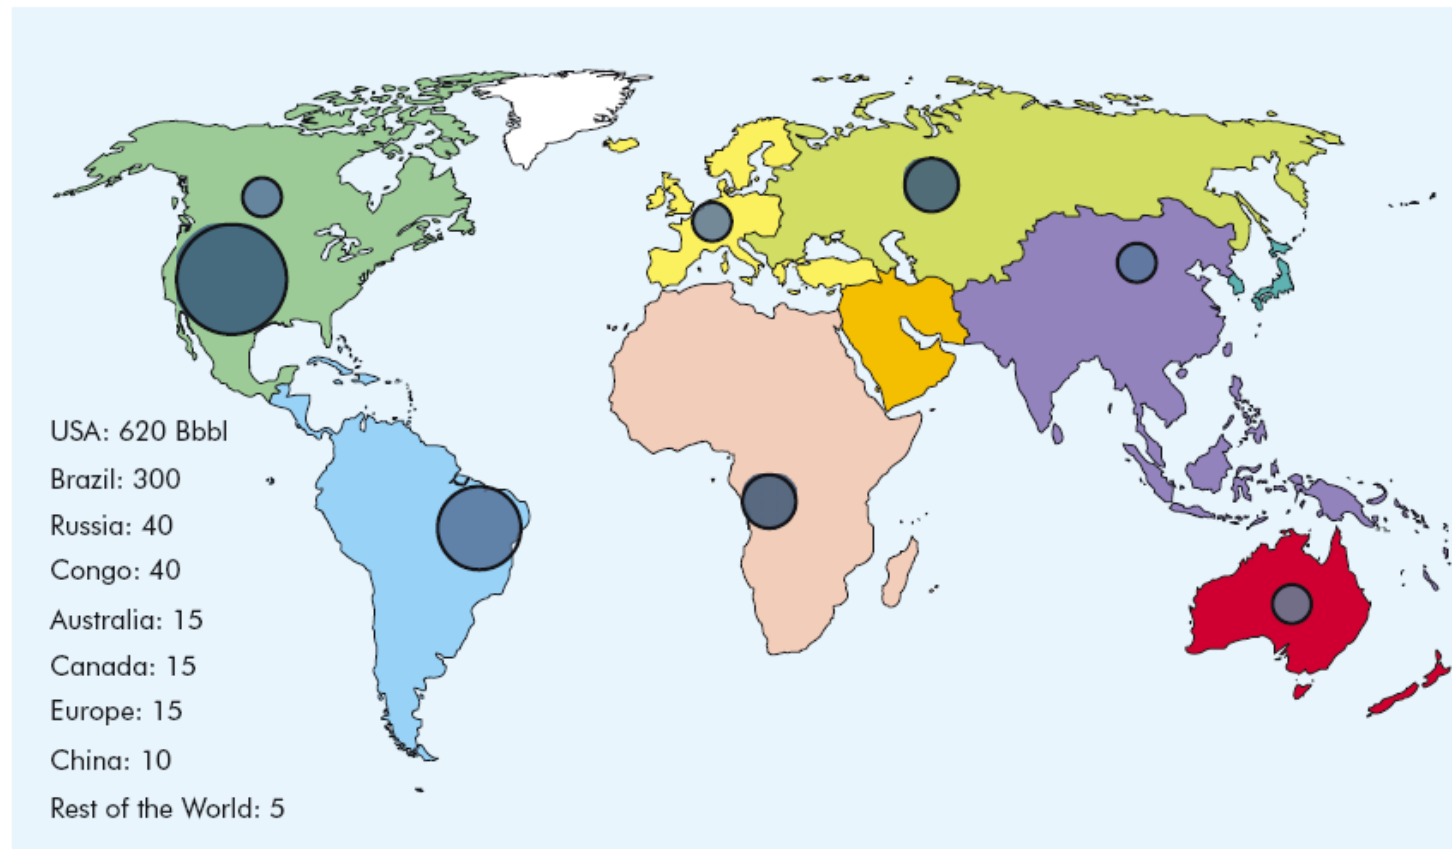 USA: 620 Bbbl
Brazil: 300
Russia: 40
Congo: 40
Australia: 15
Canada: 15
Europe: 15
China: 10
Rest of the World: 5